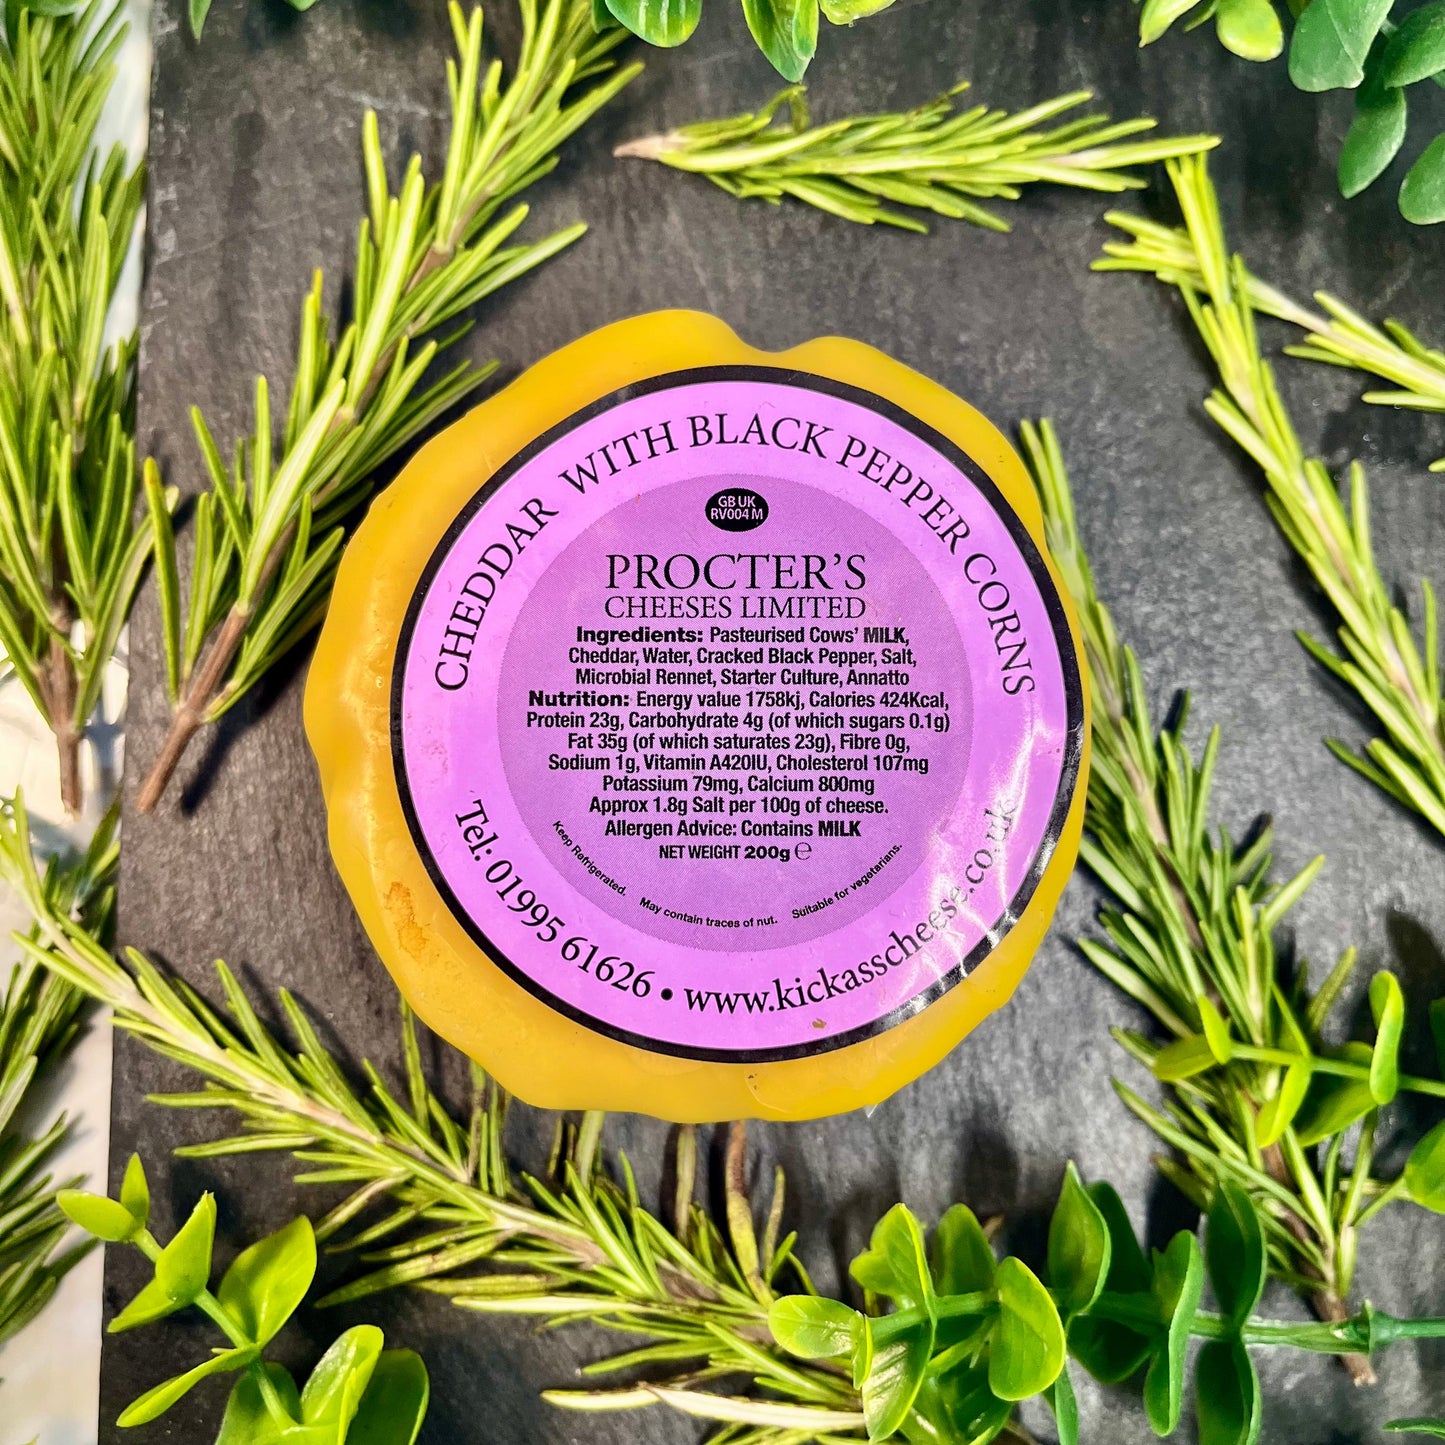 CHEDDAR WITH BLACK PEPPER CORNS
GB UK
RV004 M
PROCTER'S
CHEESES LIMITED
Ingredients: Pasteurised Cows' MILK,
Cheddar, Water, Cracked Black Pepper, Salt,
Microbial Rennet, Starter Culture, Annatto
Nutrition: Energy value 1758kj, Calories 424Kcal,
Protein 23g, Carbohydrate 4g (of which sugars 0.1g)
Fat 35g (of which saturates 23g), Fibre 0g,
Sodium 1g, Vitamin A420IU, Cholesterol 107mg
Potassium 79mg, Calcium 800mg
Approx 1.8g Salt per 100g of cheese.
Allergen Advice: Contains MILK
NET WEIGHT 200g ℮
Keep Refrigerated. May contain traces of nut. Suitable for vegetarians.
Tel: 01995 61626 • www.kickasscheese.co.uk